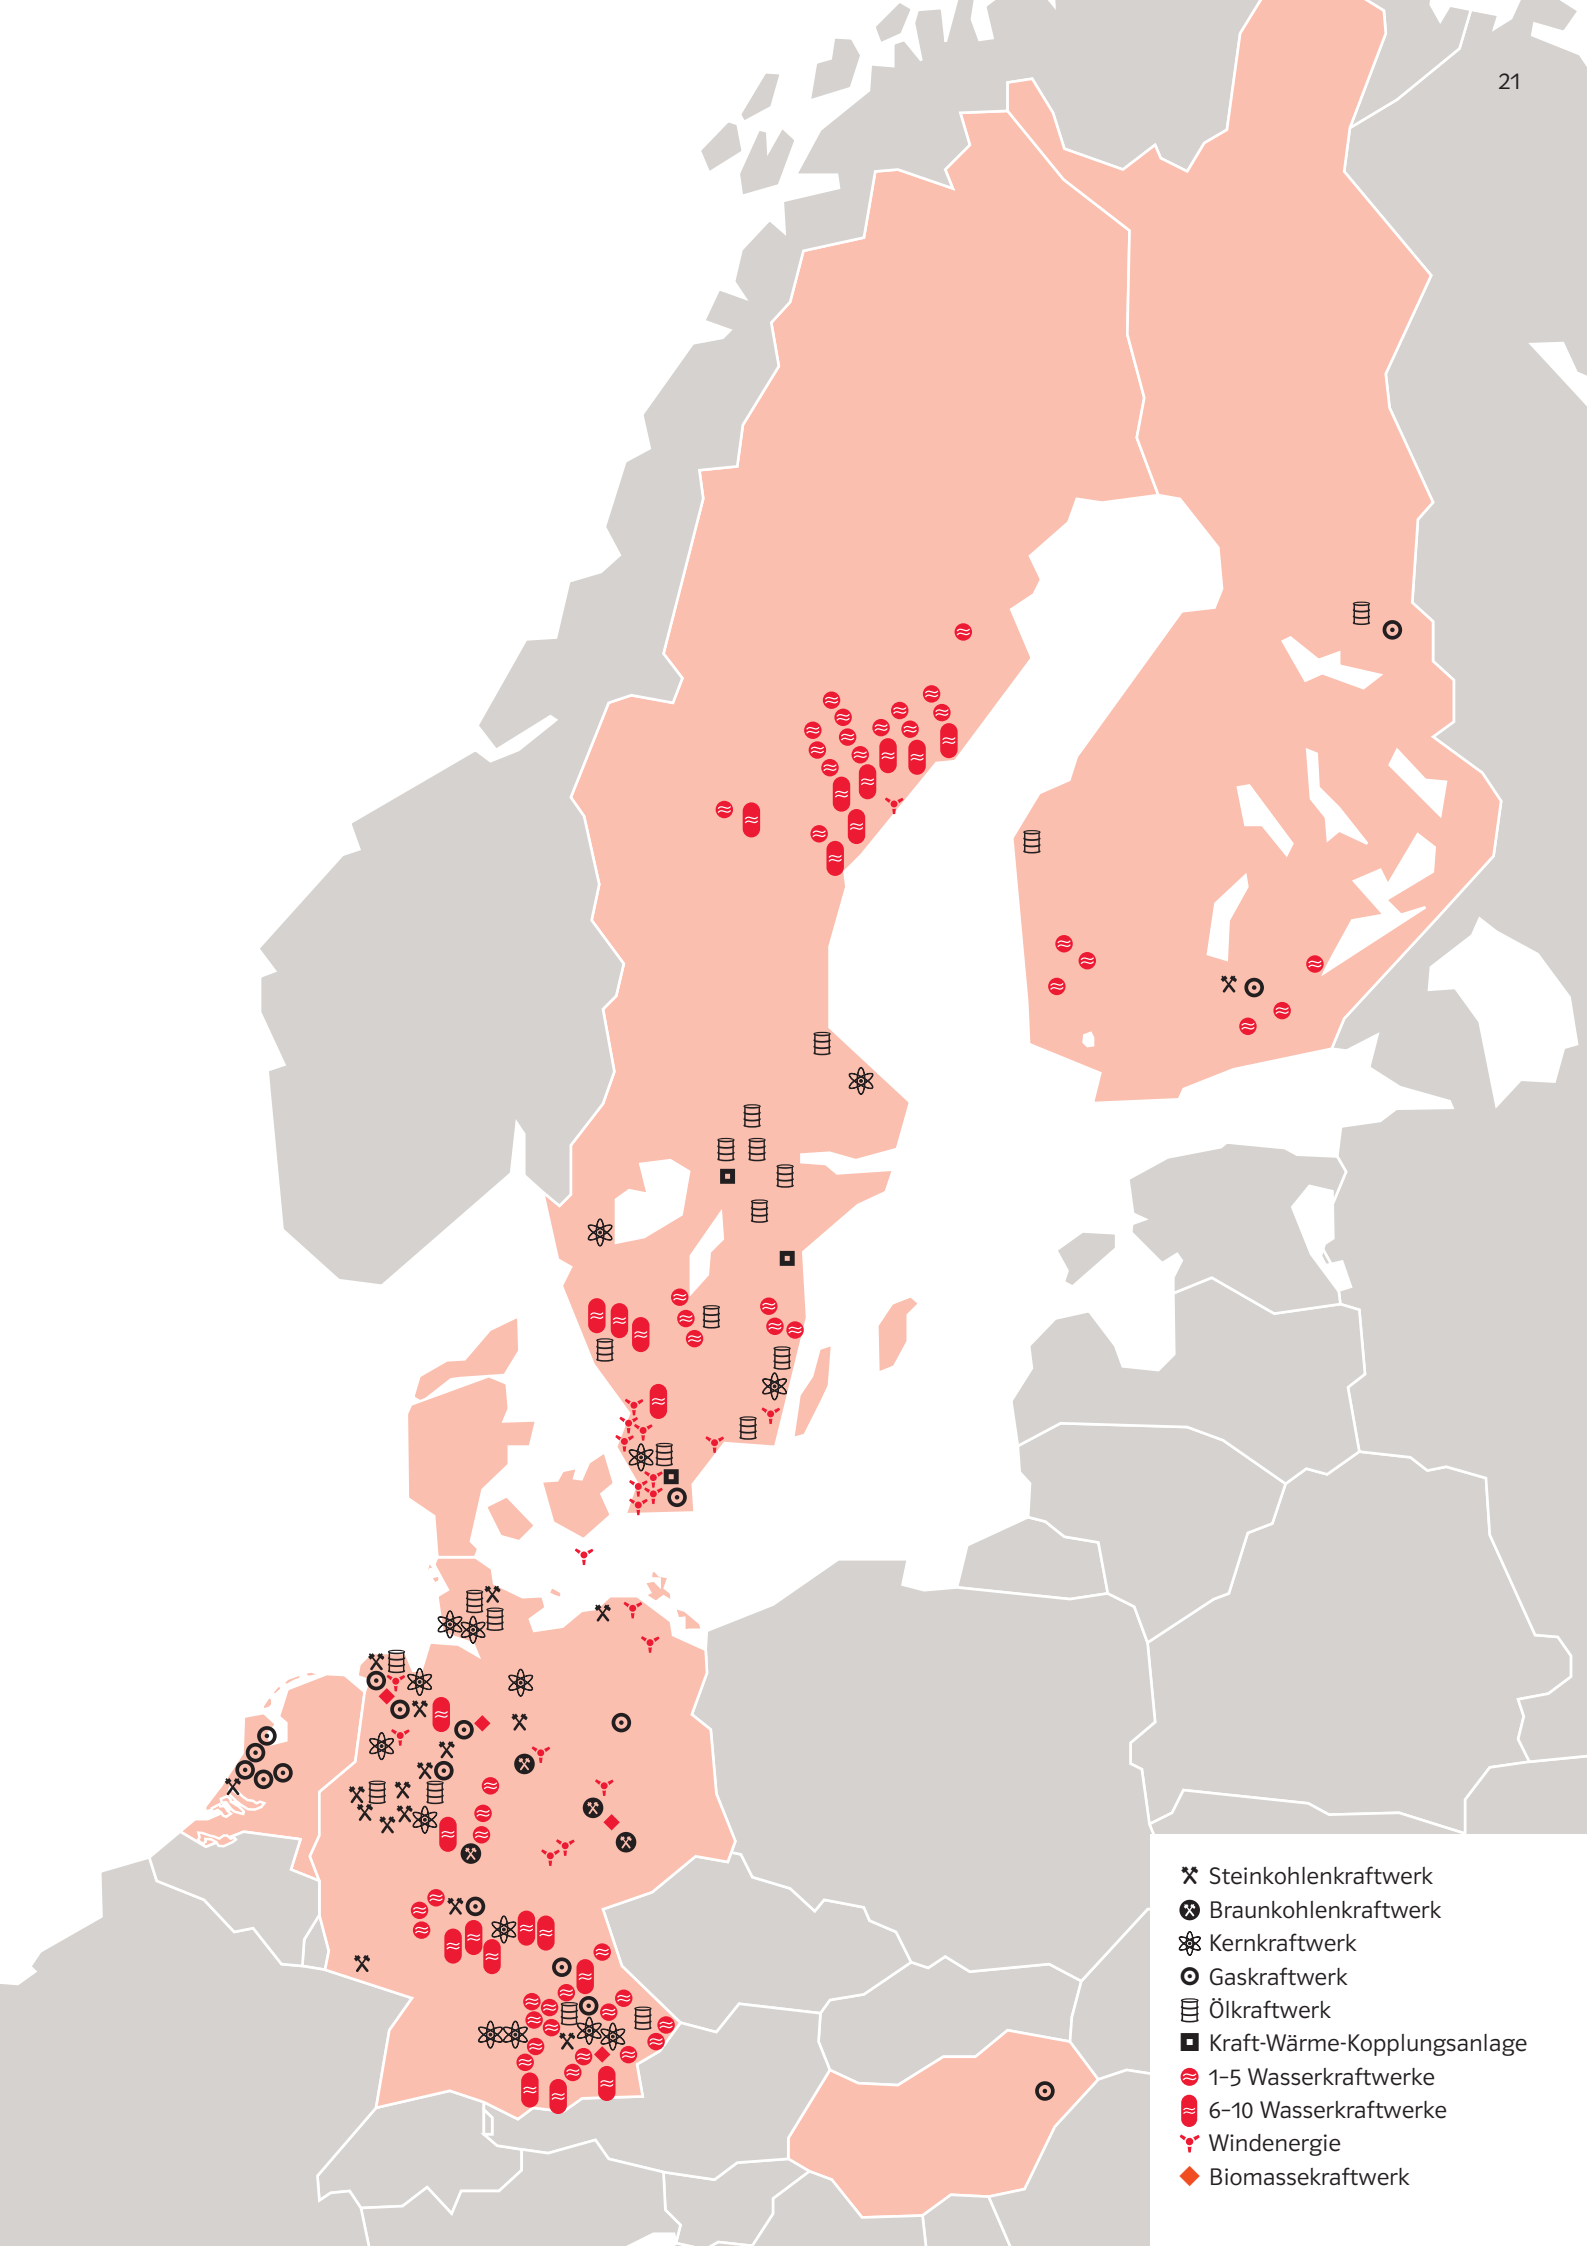 21
Steinkohlenkraftwerk
Braunkohlenkraftwerk
Kernkraftwerk
Gaskraftwerk
Ölkraftwerk
Kraft-Wärme-Kopplungsanlage
1–5 Wasserkraftwerke
6–10 Wasserkraftwerke
Windenergie
Biomassekraftwerk